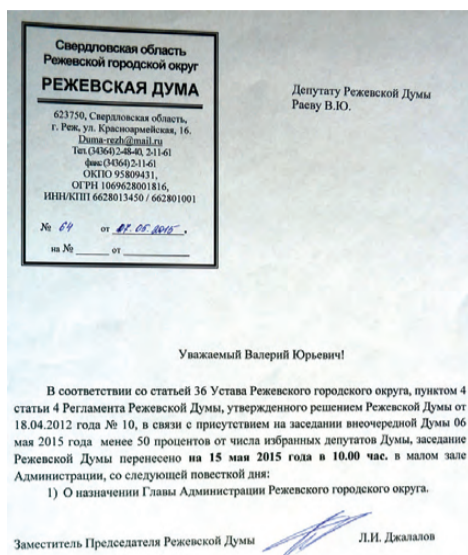 Свердловская область
Режевской городской округ
РЕЖЕВСКАЯ ДУМА
623750, Свердловская область,
г. Реж, ул. Красноармейская, 16.
Duma-rezh@mail.ru
Тел. (34364) 2-48-40, 2-11-61
факс (34364) 2-11-61
ОКПО 95809431,
ОГРН 1069628001816,
ИНН/КПП 6628013450 / 662801001
№ 64 от 07.05.2015 .
на № от
Депутату Режевской Думы
Раеву В.Ю.
Уважаемый Валерий Юрьевич!
В соответствии со статьей 36 Устава Режевского городского округа, пунктом 4
статьи 4 Регламента Режевской Думы, утвержденного решением Режевской Думы от
18.04.2012 года № 10, в связи с присутствием на заседании внеочередной Думы 06
мая 2015 года менее 50 процентов от числа избранных депутатов Думы, заседание
Режевской Думы перенесено на 15 мая 2015 года в 10.00 час. в малом зале
Администрации, со следующей повесткой дня:
1) О назначении Главы Администрации Режевского городского округа.
Заместитель Председателя Режевской Думы Л.И. Джалалов